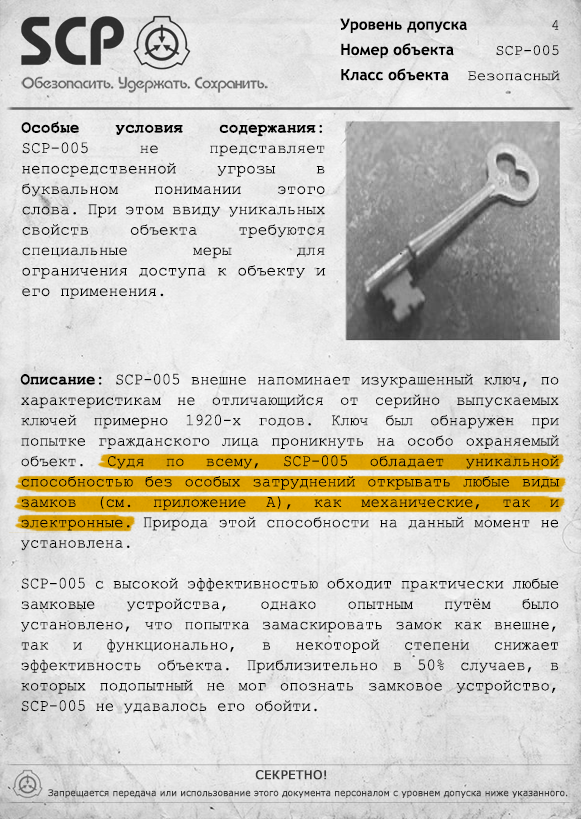 SCP
Обезопасить. Удержать. Сохранить.
Уровень допуска 4
Номер объекта SCP-005
Класс объекта Безопасный
Особые условия содержания:
SCP-005 не представляет
непосредственной угрозы в
буквальном понимании этого
слова. При этом ввиду уникальных
свойств объекта требуются
специальные меры для
ограничения доступа к объекту и
его применения.
Описание: SCP-005 внешне напоминает изукрашенный ключ, по
характеристикам не отличающийся от серийно выпускаемых
ключей примерно 1920-х годов. Ключ был обнаружен при
попытке гражданского лица проникнуть на особо охраняемый
объект. Судя по всему, SCP-005 обладает уникальной
способностью без особых затруднений открывать любые виды
замков (см. приложение А), как механические, так и
электронные. Природа этой способности на данный момент не
установлена.
SCP-005 с высокой эффективностью обходит практически любые
замковые устройства, однако опытным путём было
установлено, что попытка замаскировать замок как внешне,
так и функционально, в некоторой степени снижает
эффективность объекта. Приблизительно в 50% случаев, в
которых подопытный не мог опознать замковое устройство,
SCP-005 не удавалось его обойти.
СЕКРЕТНО!
Запрещается передача или использование этого документа персоналом с уровнем допуска ниже указанного.